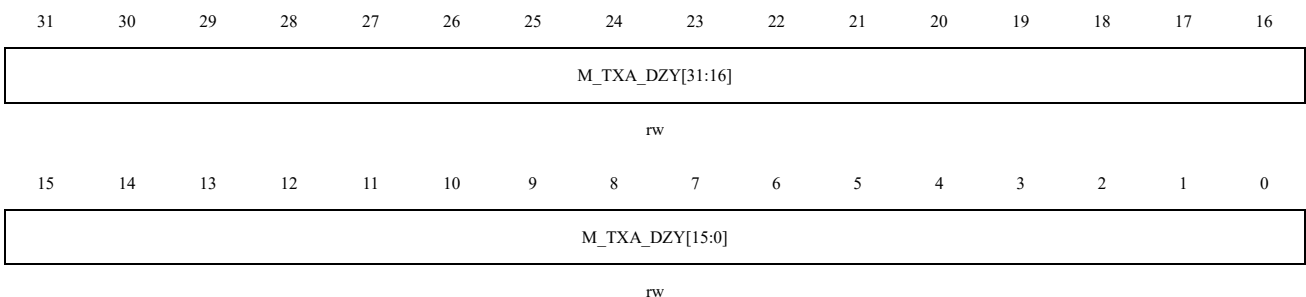 31 30 29 28 27 26 25 24 23 22 21 20 19 18 17 16
M_TXA_DZY[31:16]
rw
15 14 13 12 11 10 9 8 7 6 5 4 3 2 1 0
M_TXA_DZY[15:0]
rw